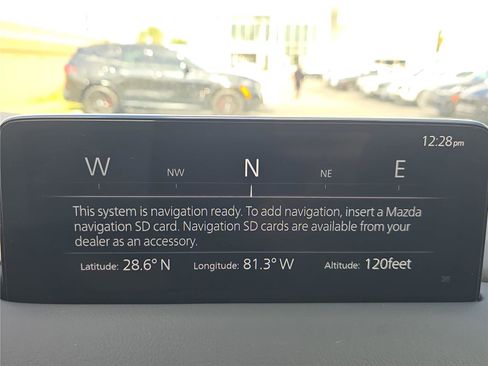 12:28pm
W NW N NE E
This system is navigation ready. To add navigation, insert a Mazda
navigation SD card. Navigation SD cards are available from your
dealer as an accessory.
Latitude: 28.6° N Longitude: 81.3° W Altitude: 120feet